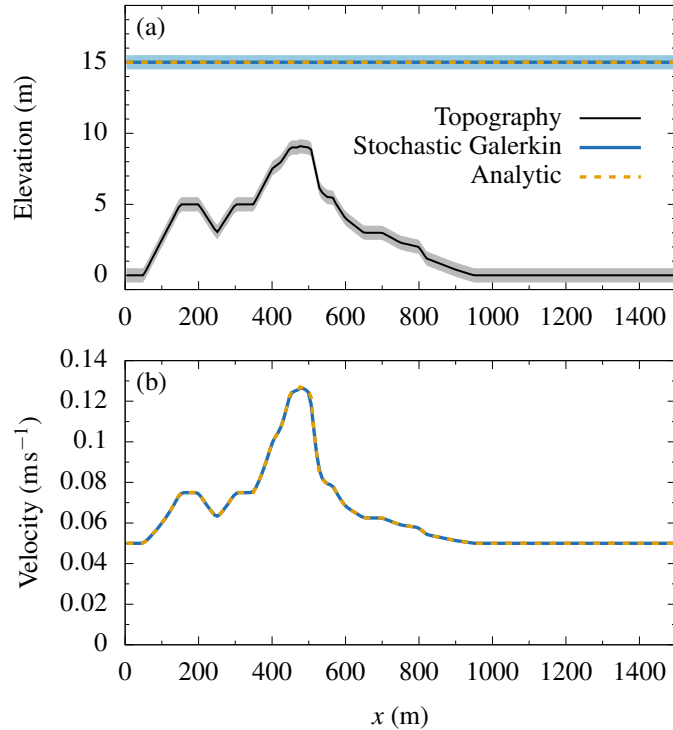 (a)
Elevation (m)
15
10
5
0
Topography
Stochastic Galerkin
Analytic
0 200 400 600 800 1000 1200 1400
(b)
Velocity (m s⁻¹)
0.14
0.12
0.1
0.08
0.06
0.04
0.02
0
0 200 400 600 800 1000 1200 1400
x (m)